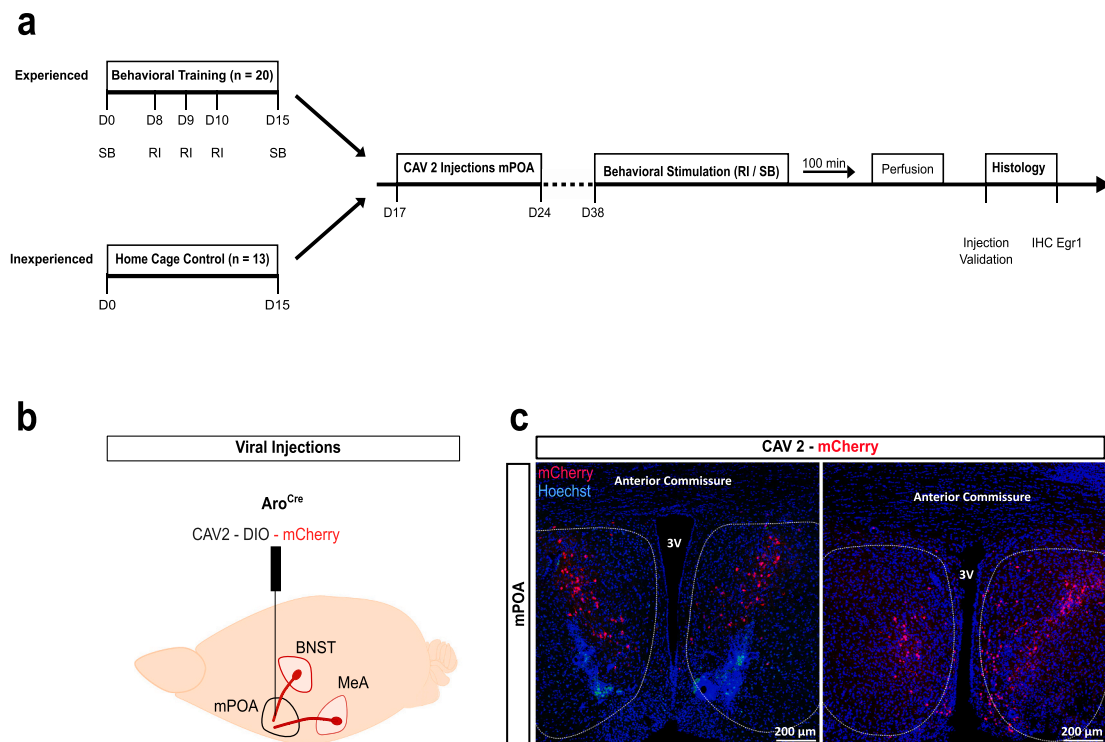 a
Experienced
Behavioral Training (n = 20)
D0 D8 D9 D10 D15
SB RI RI RI SB
CAV 2 Injections mPOA
Behavioral Stimulation (RI / SB)
100 min
Perfusion
Histology
D17 D24 D38
Injection
Validation
IHC Egr1
Inexperienced
Home Cage Control (n = 13)
D0 D15
b
Viral Injections
AroCre
CAV2 - DIO - mCherry
BNST
MeA
mPOA
c
CAV 2 - mCherry
mPOA
mCherry
Hoechst
Anterior Commissure
3V
200 µm
Anterior Commissure
3V
200 µm